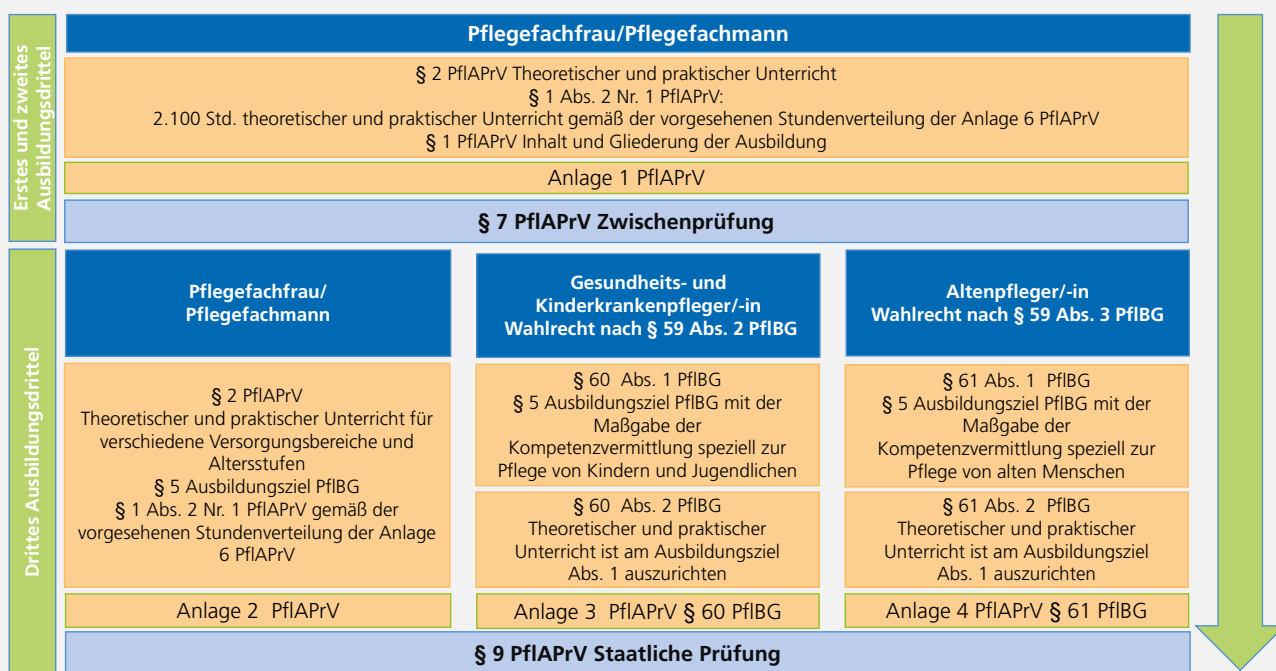 Erstes und zweites
Ausbildungsdrittel
Pflegefachfrau/Pflegefachmann
§ 2 PflAPrV Theoretischer und praktischer Unterricht
§ 1 Abs. 2 Nr. 1 PflAPrV:
2.100 Std. theoretischer und praktischer Unterricht gemäß der vorgesehenen Stundenverteilung der Anlage 6 PflAPrV
§ 1 PflAPrV Inhalt und Gliederung der Ausbildung
Anlage 1 PflAPrV
§ 7 PflAPrV Zwischenprüfung
Drittes Ausbildungsdrittel
Pflegefachfrau/
Pflegefachmann
§ 2 PflAPrV
Theoretischer und praktischer Unterricht für
verschiedene Versorgungsbereiche und
Altersstufen
§ 5 Ausbildungsziel PflBG
§ 1 Abs. 2 Nr. 1 PflAPrV gemäß der
vorgesehenen Stundenverteilung der Anlage
6 PflAPrV
Anlage 2 PflAPrV
Gesundheits- und
Kinderkrankenpfleger/-in
Wahlrecht nach § 59 Abs. 2 PflBG
§ 60 Abs. 1 PflBG
§ 5 Ausbildungsziel PflBG mit der
Maßgabe der
Kompetenzvermittlung speziell zur
Pflege von Kindern und Jugendlichen
§ 60 Abs. 2 PflBG
Theoretischer und praktischer
Unterricht ist am Ausbildungsziel
Abs. 1 auszurichten
Anlage 3 PflAPrV § 60 PflBG
Altenpfleger/-in
Wahlrecht nach § 59 Abs. 3 PflBG
§ 61 Abs. 1 PflBG
§ 5 Ausbildungsziel PflBG mit der
Maßgabe der
Kompetenzvermittlung speziell zur
Pflege von alten Menschen
§ 61 Abs. 2 PflBG
Theoretischer und praktischer
Unterricht ist am Ausbildungsziel
Abs. 1 auszurichten
Anlage 4 PflAPrV § 61 PflBG
§ 9 PflAPrV Staatliche Prüfung